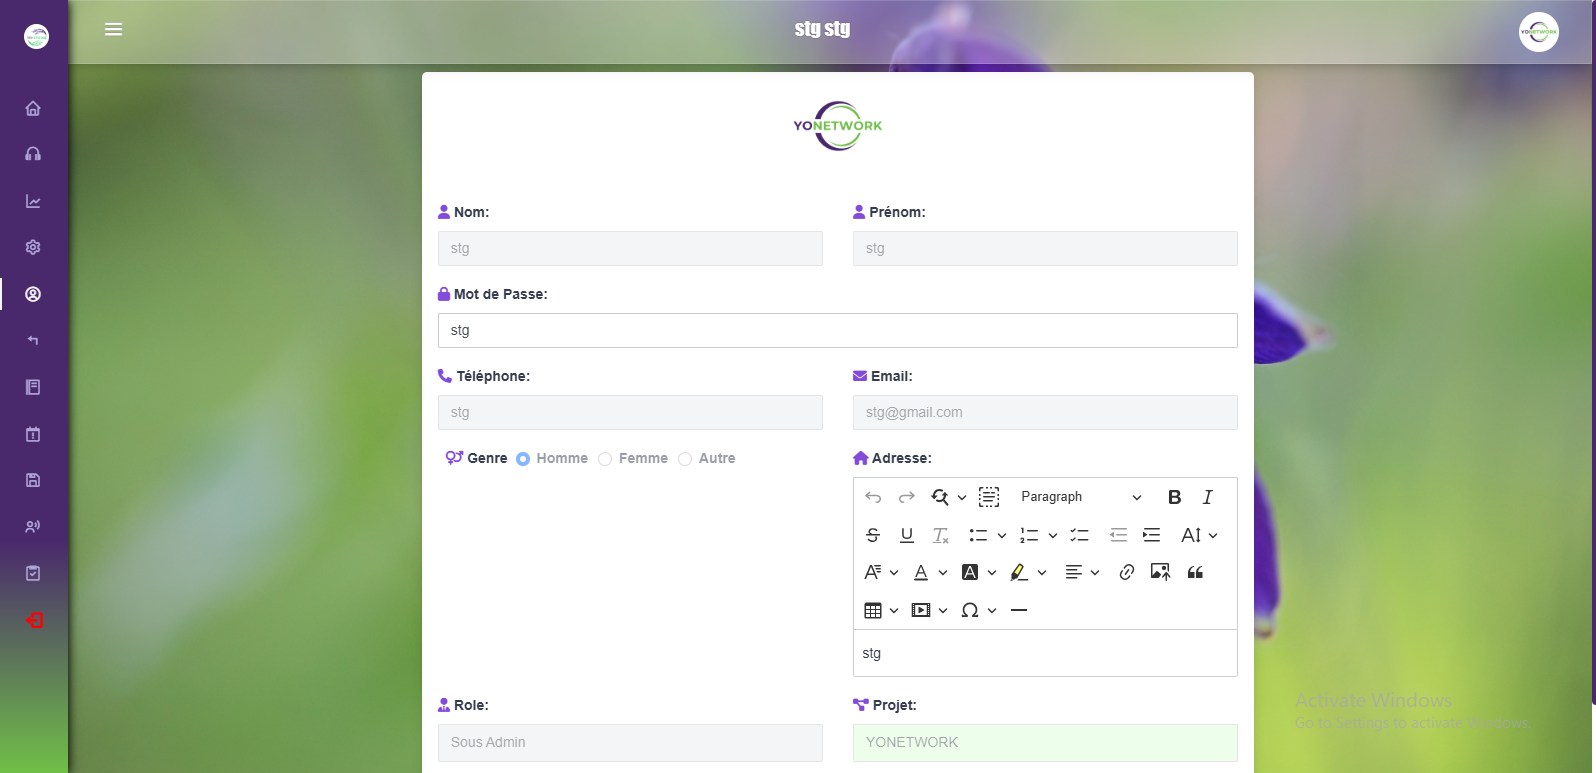 stg stg
YONETWORK
YONETWORK
Nom:
Prénom:
stg
stg
Mot de Passe:
stg
Téléphone:
Email:
stg
stg@gmail.com
Genre Homme Femme Autre
Adresse:
Paragraph
stg
Role:
Projet:
Sous Admin
YONETWORK
Activate Windows
Go to Settings to activate Windows.